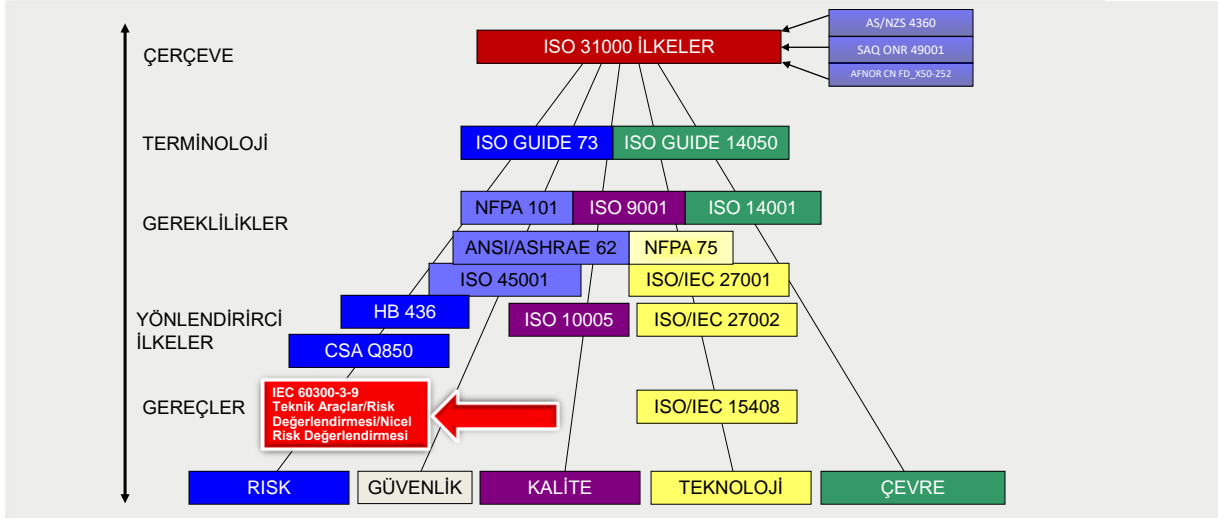 AS/NZS 4360
ISO 31000 İLKELER
SAQ ONR 49001
ÇERÇEVE
AFNOR CN FD_X50-252
TERMİNOLOJİ
ISO GUIDE 73
ISO GUIDE 14050
NFPA 101
ISO 9001
ISO 14001
GEREKLİLİKLER
ANSI/ASHRAE 62
NFPA 75
ISO 45001
ISO/IEC 27001
HB 436
ISO 10005
ISO/IEC 27002
YÖNLENDİRİRCİ
İLKELER
CSA Q850
GEREÇLER
IEC 60300-3-9
Teknik Araçlar/Risk
Değerlendirmesi/Nicel
Risk Değerlendirmesi
ISO/IEC 15408
RISK
GÜVENLİK
KALİTE
TEKNOLOJİ
ÇEVRE